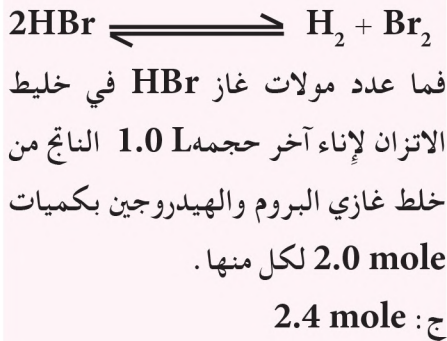 2HBr ⇌ H₂ + Br₂
فما عدد مولات غاز HBr في خليط
الاتزان لإناء آخر حجمه 1.0 L الناتج من
خلط غازي البروم والهيدروجين بكميات
2.0 mole لكل منها .
ج : 2.4 mole